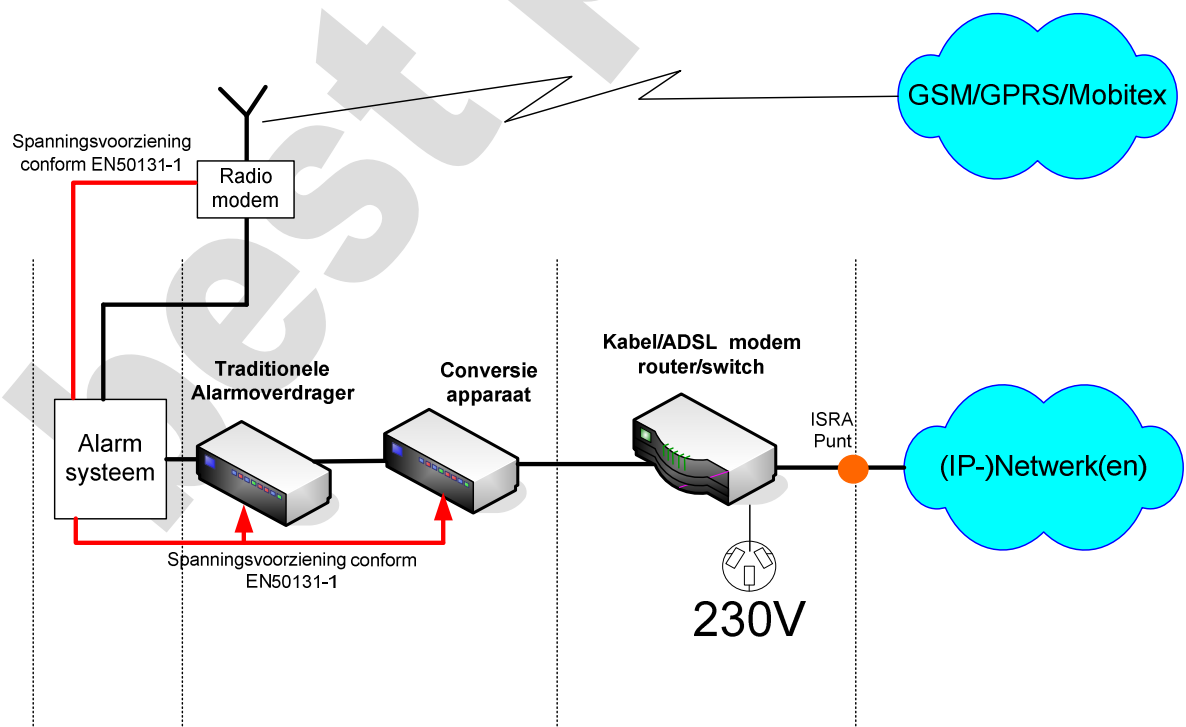 GSM/GPRS/Mobitex
Spanningsvoorziening
conform EN50131-1
Radio
modem
Kabel/ADSL modem
router/switch
Traditionele
Alarmoverdrager
Conversie
apparaat
ISRA
Punt
Alarm
systeem
(IP-)Netwerk(en)
Spanningsvoorziening conform
EN50131-1
230V
best